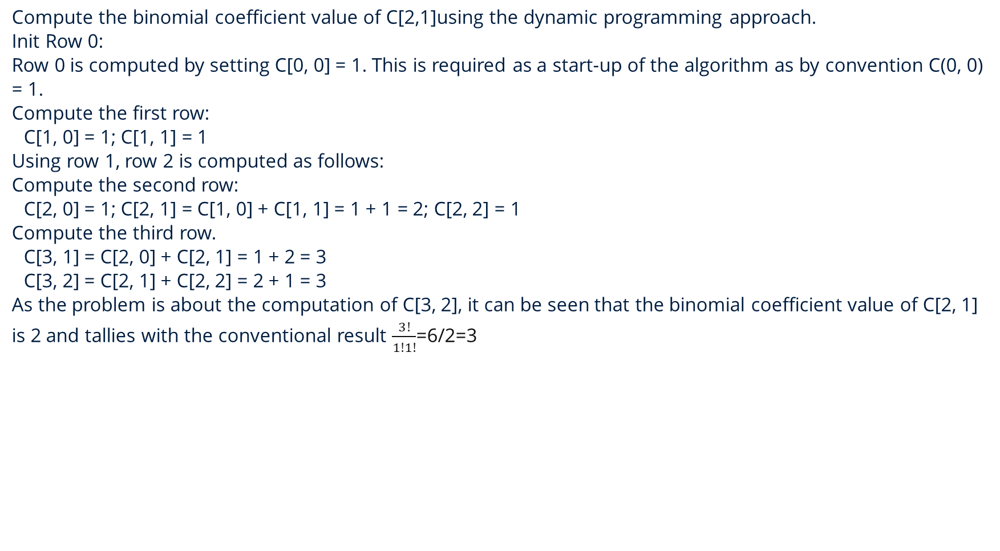 Compute the binomial coefficient value of C[2,1]using the dynamic programming approach.
Init Row 0:
Row 0 is computed by setting C[0, 0] = 1. This is required as a start-up of the algorithm as by convention C(0, 0)
= 1.
Compute the first row:
C[1, 0] = 1; C[1, 1] = 1
Using row 1, row 2 is computed as follows:
Compute the second row:
C[2, 0] = 1; C[2, 1] = C[1, 0] + C[1, 1] = 1 + 1 = 2; C[2, 2] = 1
Compute the third row.
C[3, 1] = C[2, 0] + C[2, 1] = 1 + 2 = 3
C[3, 2] = C[2, 1] + C[2, 2] = 2 + 1 = 3
As the problem is about the computation of C[3, 2], it can be seen that the binomial coefficient value of C[2, 1]
is 2 and tallies with the conventional result 3!/1!1!=6/2=3